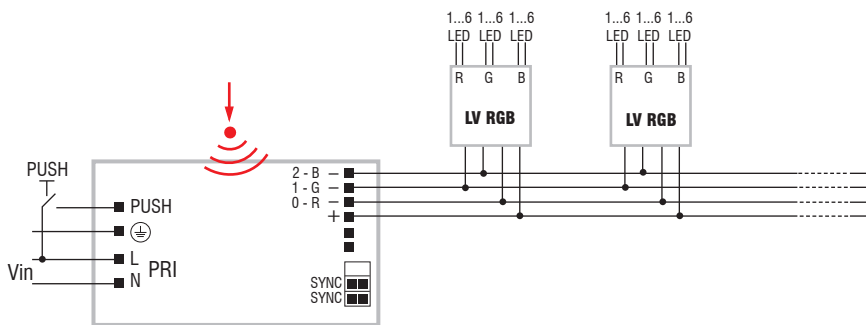 1...6 1...6 1...6
LED LED LED
1...6 1...6 1...6
LED LED LED
R G B
LV RGB
R G B
LV RGB
PUSH
2 - B –
1 - G –
0 - R –
+
PUSH
L
PRI
N
Vin
SYNC
SYNC